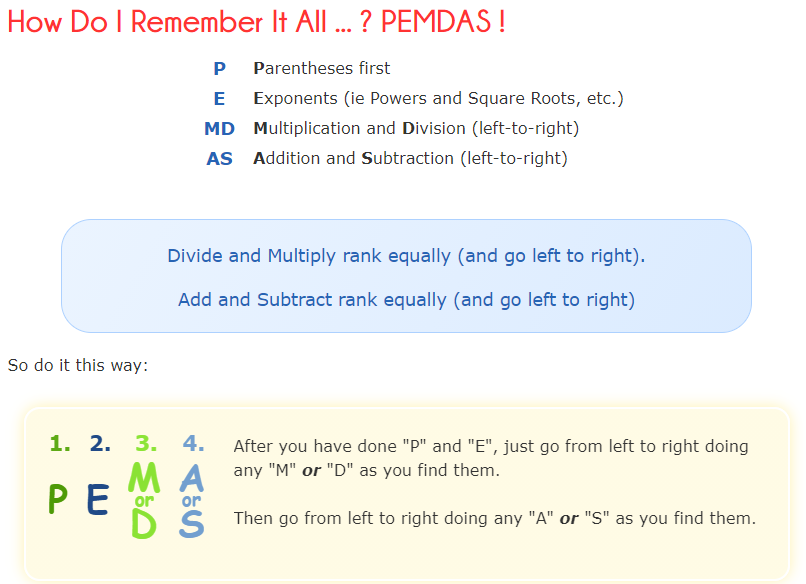 How Do I Remember It All ... ? PEMDAS !
P Parentheses first
E Exponents (ie Powers and Square Roots, etc.)
MD Multiplication and Division (left-to-right)
AS Addition and Subtraction (left-to-right)
Divide and Multiply rank equally (and go left to right).
Add and Subtract rank equally (and go left to right)
So do it this way:
1. 2. 3. 4.
P E M or D A or S
After you have done "P" and "E", just go from left to right doing
any "M" or "D" as you find them.
Then go from left to right doing any "A" or "S" as you find them.